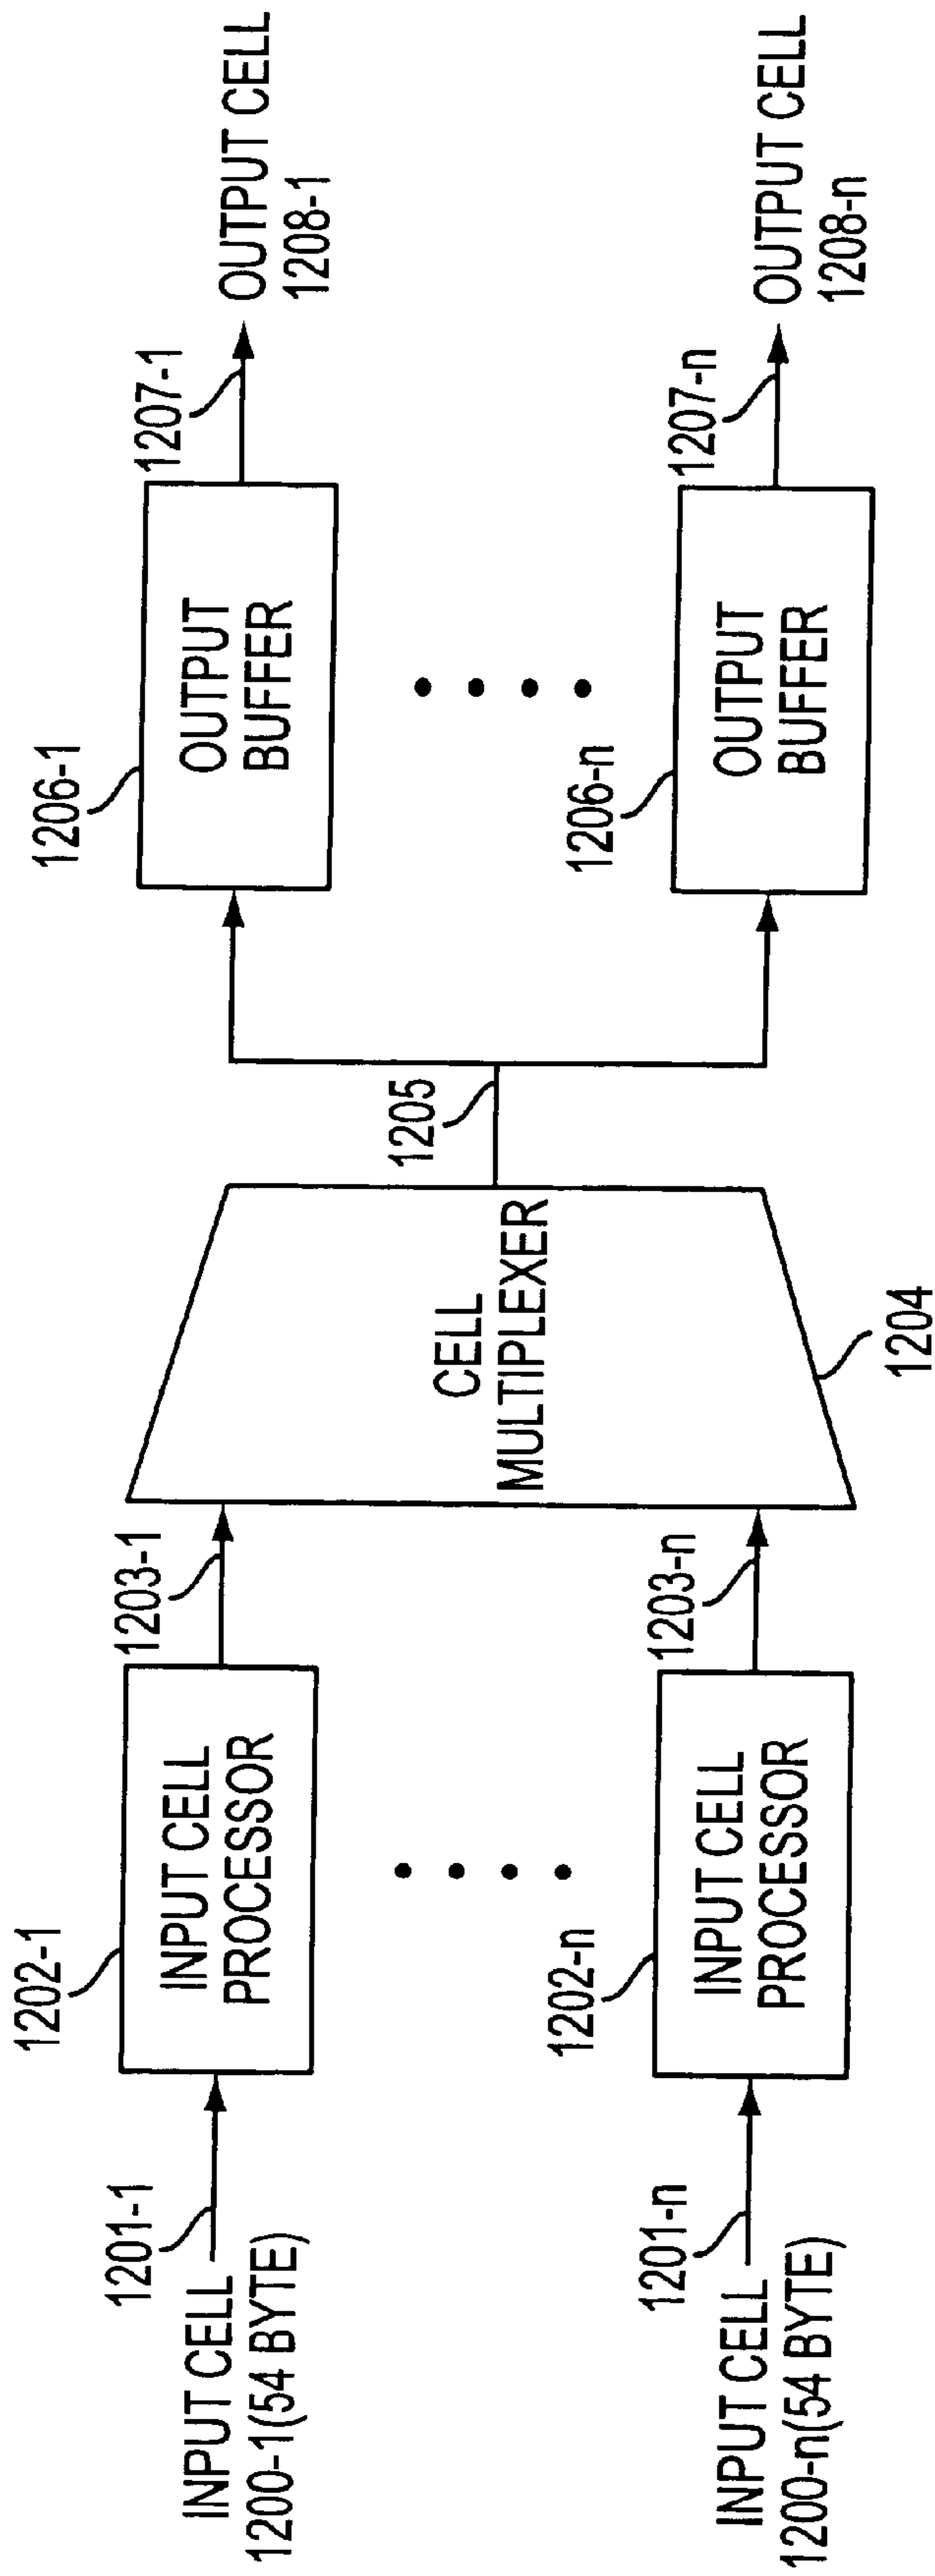 INPUT CELL
1200-1(54 BYTE)
1201-1
1202-1
INPUT CELL
PROCESSOR
1203-1
INPUT CELL
1200-n(54 BYTE)
1201-n
1202-n
INPUT CELL
PROCESSOR
1203-n
CELL
MULTIPLEXER
1204
1205
1206-1
OUTPUT
BUFFER
1207-1
OUTPUT CELL
1208-1
1206-n
OUTPUT
BUFFER
1207-n
OUTPUT CELL
1208-n